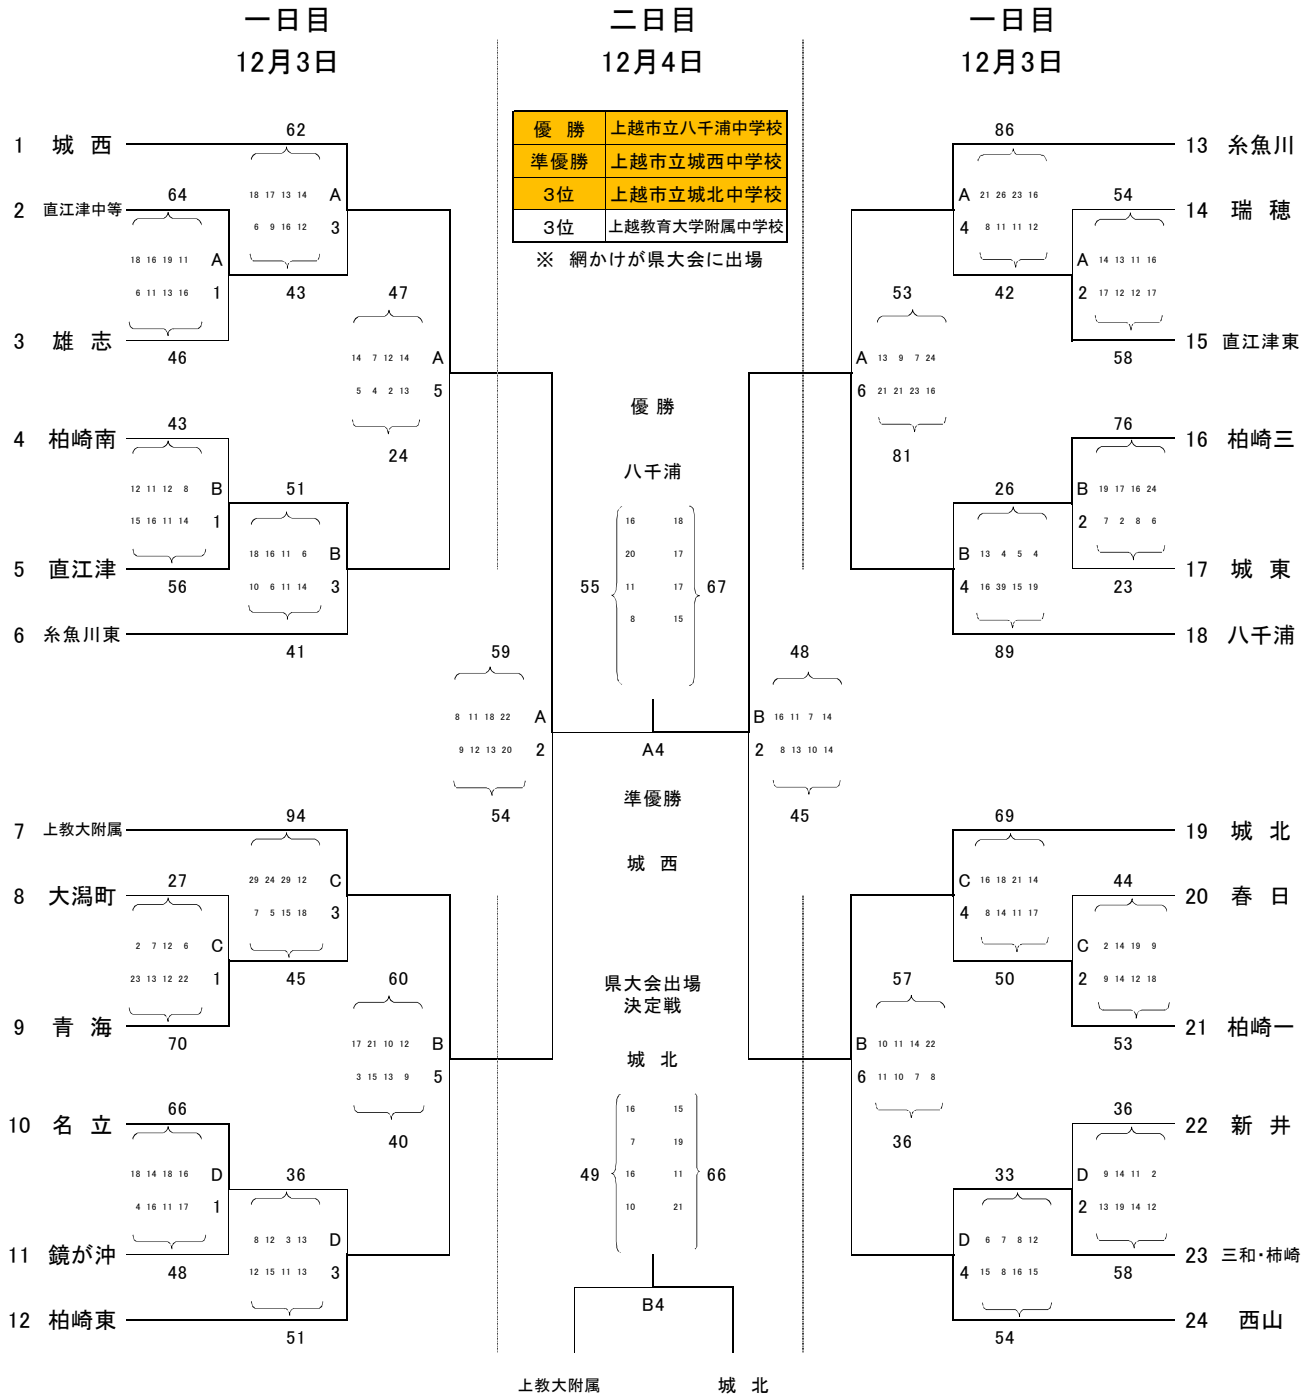 一日目
12月3日
二日目
12月4日
一日目
12月3日
優 勝 上越市立八千浦中学校
準優勝 上越市立城西中学校
3位 上越市立城北中学校
3位 上越教育大学附属中学校
※ 網かけが県大会に出場
1 城 西
62
18 17 13 14
A
6 9 16 12
3
43
2 直江津中等
64
18 16 19 11
A
6 11 13 16
1
3 雄 志
46
47
14 7 12 14
A
5 4 2 13
5
24
4 柏崎南
43
12 11 12 8
B
15 16 11 14
1
5 直江津
56
51
18 16 11 6
B
10 6 11 14
3
6 糸魚川東
41
59
8 11 18 22
A
9 12 13 20
2
54
7 上教大附属
94
29 24 29 12
C
7 5 15 18
3
45
8 大潟町
27
2 7 12 6
C
23 13 12 22
1
9 青 海
70
60
17 21 10 12
B
3 15 13 9
5
40
10 名 立
66
18 14 18 16
D
4 16 11 17
1
11 鏡が沖
48
36
8 12 3 13
D
12 15 11 13
3
12 柏崎東
51
優 勝
八千浦
16 18
20 17
55 11 17 67
8 15
A4
準優勝
城 西
県大会出場
決定戦
城 北
16 15
7 19
49 16 11 66
10 21
B4
上教大附属 城 北
86
13 糸魚川
A
21 26 23 16
4
8 11 11 12
42
54
14 瑞 穂
A
14 13 11 16
2
17 12 12 17
15 直江津東
58
53
A
13 9 7 24
6
21 21 23 16
81
76
16 柏崎三
B
19 17 16 24
2
7 2 8 6
17 城 東
23
26
B
13 4 5 4
4
16 39 15 19
18 八千浦
89
48
B
16 11 7 14
2
8 13 10 14
45
69
19 城 北
C
16 18 21 14
4
8 14 11 17
50
44
20 春 日
C
2 14 19 9
2
9 14 12 18
21 柏崎一
53
57
B
10 11 14 22
6
11 10 7 8
36
36
22 新 井
D
9 14 11 2
2
13 19 14 12
23 三和・柿崎
58
33
D
6 7 8 12
4
15 8 16 15
24 西山
54